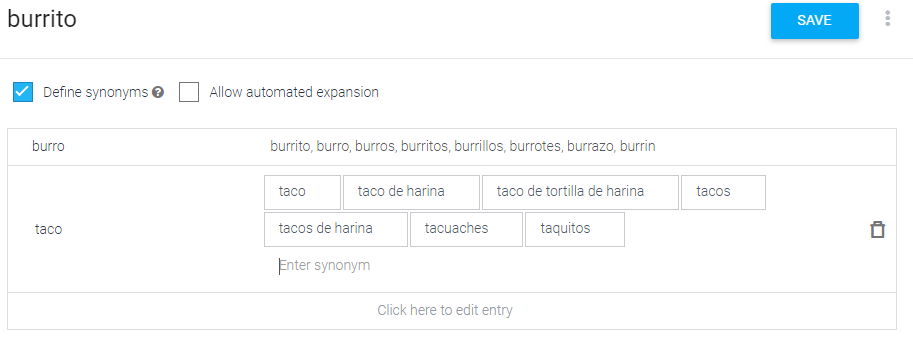 burrito
SAVE
Define synonyms ? Allow automated expansion
burro burrito, burro, burros, burritos, burrillos, burrotes, burrazo, burrin
taco taco de harina taco de tortilla de harina tacos
taco
tacos de harina tacuaches taquitos
Enter synonym
Click here to edit entry